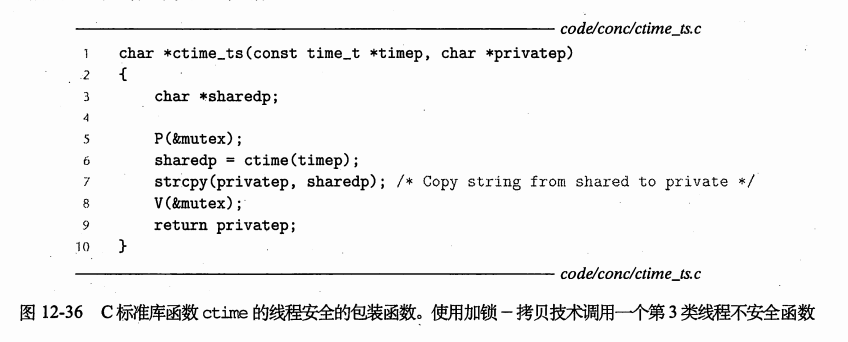 code/conc/ctime_ts.c
1 char *ctime_ts(const time_t *timep, char *privatep)
2 {
3     char *sharedp;
4
5     P(&mutex);
6     sharedp = ctime(timep);
7     strcpy(privatep, sharedp); /* Copy string from shared to private */
8     V(&mutex);
9     return privatep;
10 }
code/conc/ctime_ts.c
图 12-36 C 标准库函数 ctime 的线程安全的包装函数。使用加锁－拷贝技术调用一个第 3 类线程不安全函数